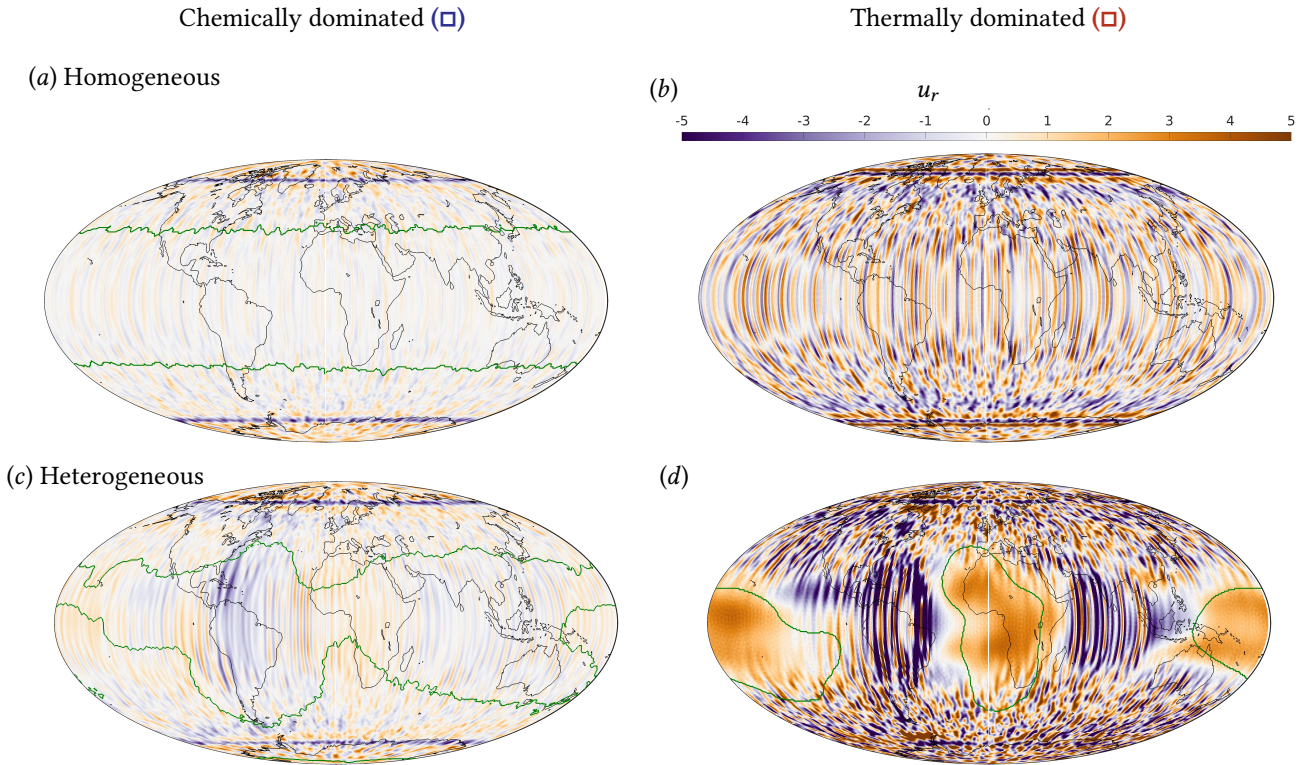 Chemically dominated (□)
Thermally dominated (□)
(a) Homogeneous
(b)
u_r
-5 -4 -3 -2 -1 0 1 2 3 4 5
(c) Heterogeneous
(d)